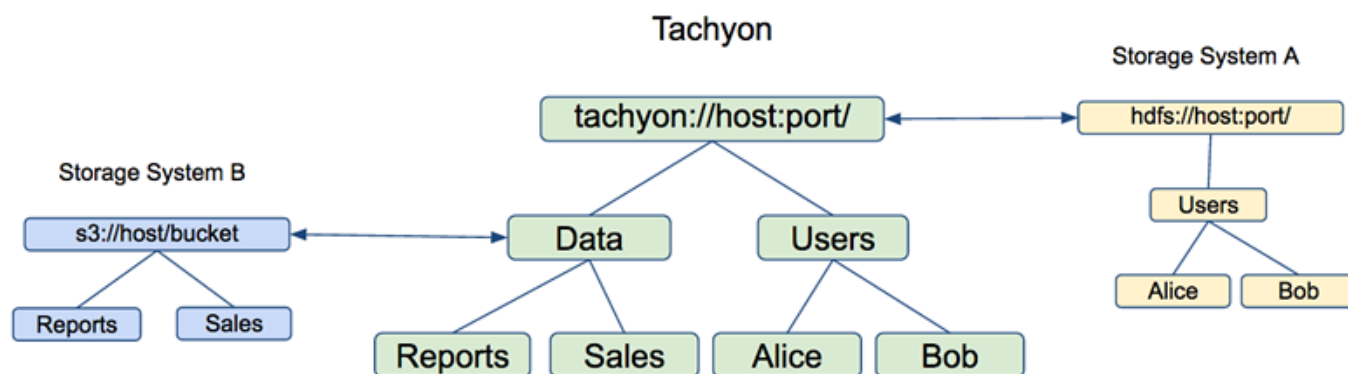 Tachyon
Storage System A
tachyon://host:port/
hdfs://host:port/
Storage System B
Users
s3://host/bucket
Data
Users
Alice
Bob
Reports
Sales
Reports
Sales
Alice
Bob